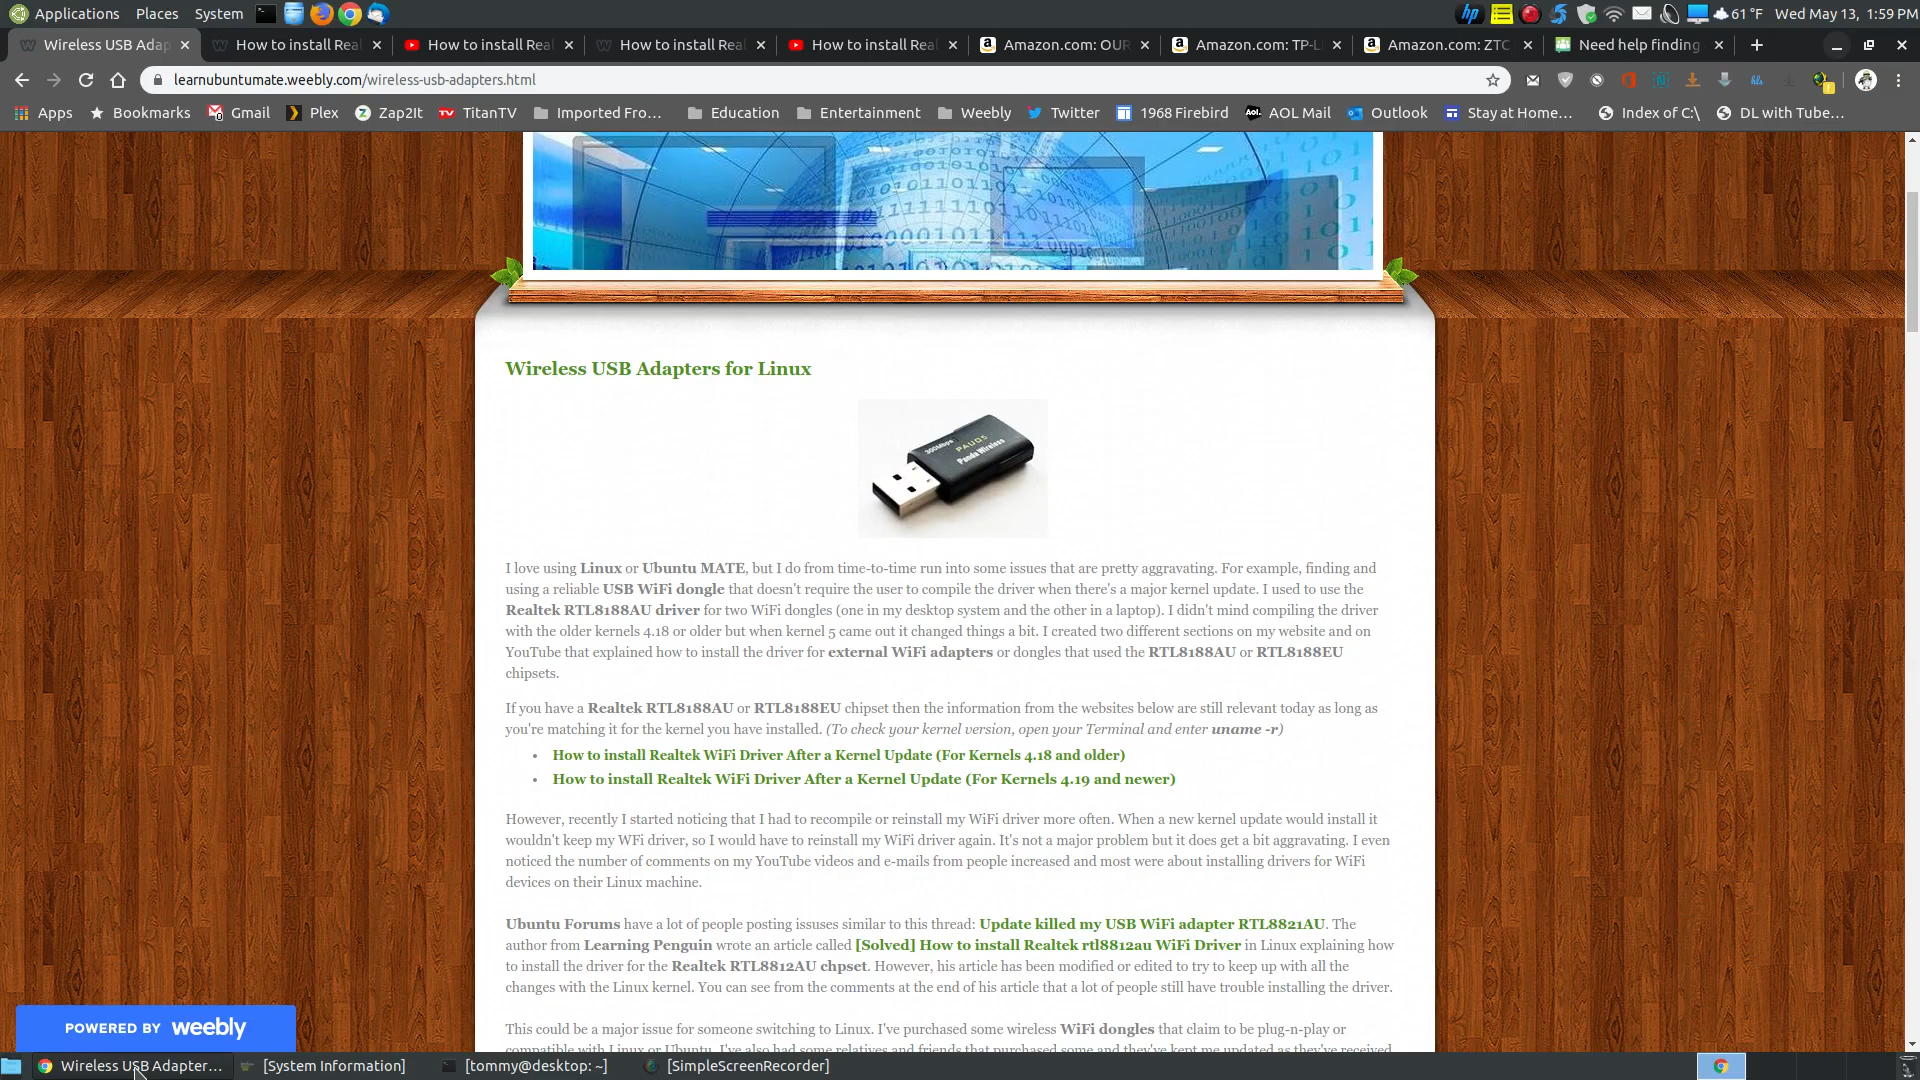 Applications Places System 61 °F Wed May 13, 1:59 PM
Wireless USB Adap How to install Rea How to install Rea How to install Rea How to install Rea Amazon.com: OUR Amazon.com: TP-L Amazon.com: ZTC Need help finding
learnubuntumate.weebly.com/wireless-usb-adapters.html
Apps Bookmarks Gmail Plex Zap2It TitanTV Imported Fro... Education Entertainment Weebly Twitter 1968 Firebird AOL Mail Outlook Stay at Home... Index of C:\ DL with Tube...
Wireless USB Adapters for Linux
300Mbps PAU05
Panda Wireless
I love using Linux or Ubuntu MATE, but I do from time-to-time run into some issues that are pretty aggravating. For example, finding and
using a reliable USB WiFi dongle that doesn't require the user to compile the driver when there's a major kernel update. I used to use the
Realtek RTL8188AU driver for two WiFi dongles (one in my desktop system and the other in a laptop). I didn't mind compiling the driver
with the older kernels 4.18 or older but when kernel 5 came out it changed things a bit. I created two different sections on my website and on
YouTube that explained how to install the driver for external WiFi adapters or dongles that used the RTL8188AU or RTL8188EU
chipsets.
If you have a Realtek RTL8188AU or RTL8188EU chipset then the information from the websites below are still relevant today as long as
you're matching it for the kernel you have installed. (To check your kernel version, open your Terminal and enter uname -r)
• How to install Realtek WiFi Driver After a Kernel Update (For Kernels 4.18 and older)
• How to install Realtek WiFi Driver After a Kernel Update (For Kernels 4.19 and newer)
However, recently I started noticing that I had to recompile or reinstall my WiFi driver more often. When a new kernel update would install it
wouldn't keep my WFi driver, so I would have to reinstall my WiFi driver again. It's not a major problem but it does get a bit aggravating. I even
noticed the number of comments on my YouTube videos and e-mails from people increased and most were about installing drivers for WiFi
devices on their Linux machine.
Ubuntu Forums have a lot of people posting issuses similar to this thread: Update killed my USB WiFi adapter RTL8821AU. The
author from Learning Penguin wrote an article called [Solved] How to install Realtek rtl8812au WiFi Driver in Linux explaining how
to install the driver for the Realtek RTL8812AU chpset. However, his article has been modified or edited to try to keep up with all the
changes with the Linux kernel. You can see from the comments at the end of his article that a lot of people still have trouble installing the driver.
This could be a major issue for someone switching to Linux. I've purchased some wireless WiFi dongles that claim to be plug-n-play or
compatible with Linux or Ubuntu. I've also had some relatives and friends that purchased some and they've kept me updated as they've received
POWERED BY weebly
Wireless USB Adapter... [System Information] [tommy@desktop: ~] [SimpleScreenRecorder]